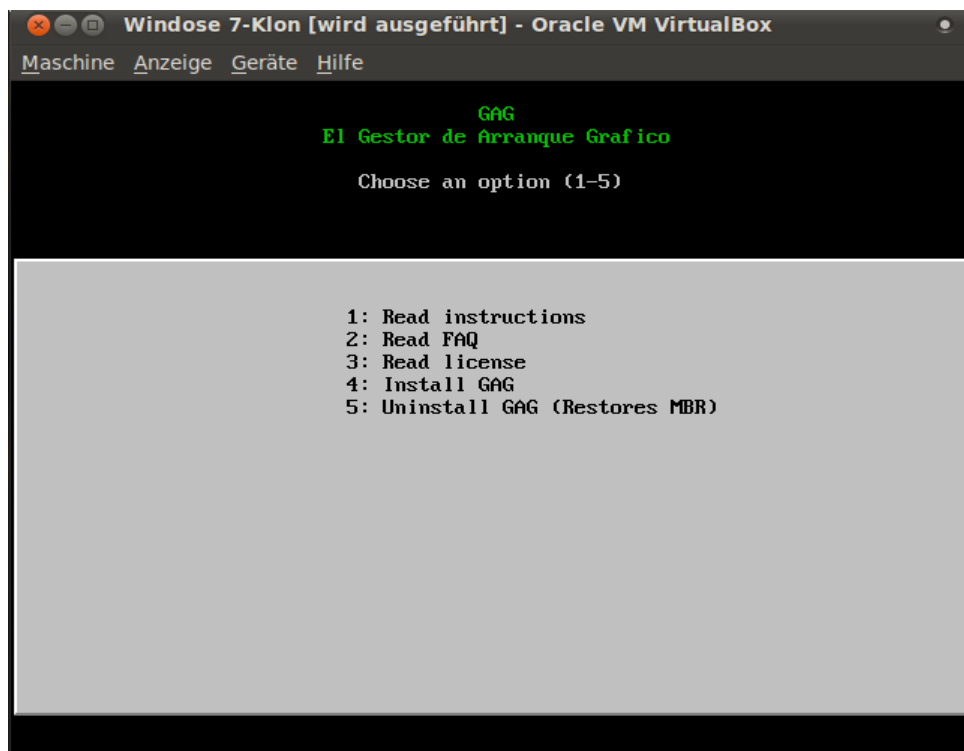 Windose 7-Klon [wird ausgeführt] - Oracle VM VirtualBox
Maschine Anzeige Geräte Hilfe
GAG
El Gestor de Arranque Grafico
Choose an option (1-5)
1: Read instructions
2: Read FAQ
3: Read license
4: Install GAG
5: Uninstall GAG (Restores MBR)